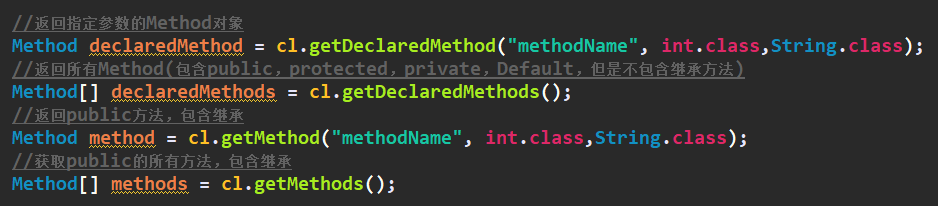 //返回指定参数的Method对象
Method declaredMethod = cl.getDeclaredMethod("methodName", int.class,String.class);
//返回所有Method(包含public，protected，private，Default，但是不包含继承方法)
Method[] declaredMethods = cl.getDeclaredMethods();
//返回public方法，包含继承
Method method = cl.getMethod("methodName", int.class,String.class);
//获取public的所有方法，包含继承
Method[] methods = cl.getMethods();